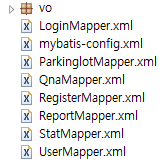 vo
LoginMapper.xml
mybatis-config.xml
ParkinglotMapper.xml
QnaMapper.xml
RegisterMapper.xml
ReportMapper.xml
StatMapper.xml
UserMapper.xml